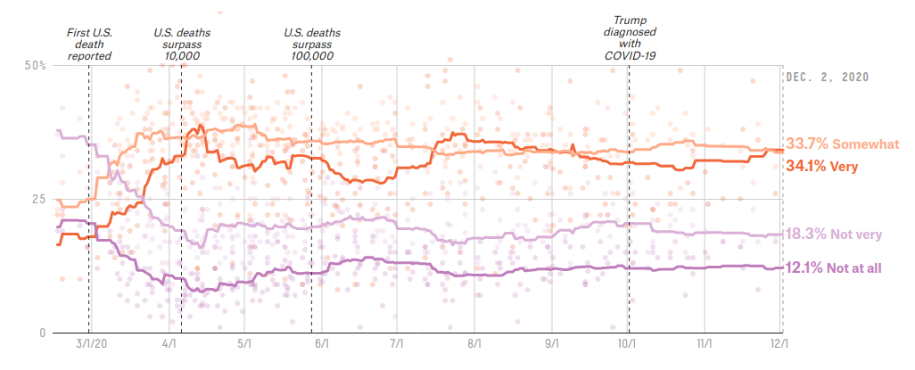 First U.S.
death
reported
U.S. deaths
surpass
10,000
U.S. deaths
surpass
100,000
Trump
diagnosed
with
COVID-19
50%
DEC. 2, 2020
33.7% Somewhat
34.1% Very
25
18.3% Not very
12.1% Not at all
0
3/1/20 4/1 5/1 6/1 7/1 8/1 9/1 10/1 11/1 12/1